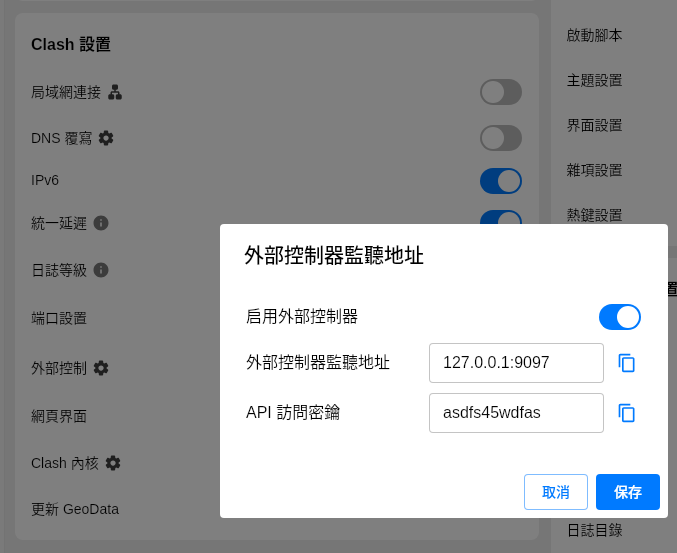 Clash 設置
局域網連接
DNS 覆寫
IPv6
統一延遲
日誌等級
端口設置
外部控制
網頁界面
Clash 內核
更新 GeoData
啟動腳本
主題設置
界面設置
雜項設置
熱鍵設置
置
日誌目錄
外部控制器監聽地址
启用外部控制器
外部控制器監聽地址
127.0.0.1:9097
API 訪問密鑰
asdfs45wdfas
取消
保存